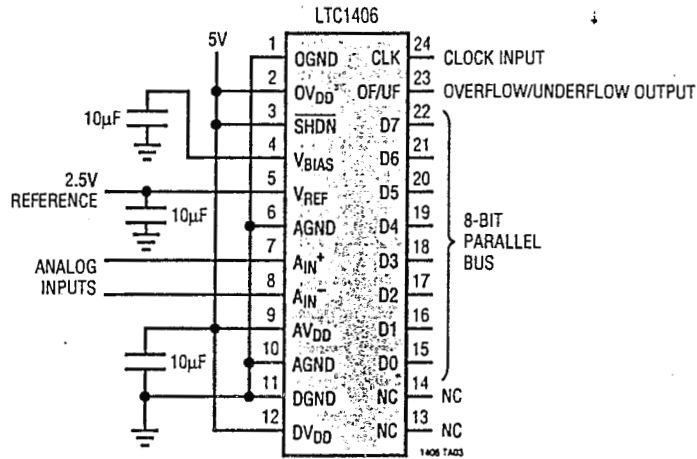 LTC1406
5V
1 OGND CLK 24 CLOCK INPUT
2 OVDD OF/UF 23 OVERFLOW/UNDERFLOW OUTPUT
10µF
3 SHDN D7 22
4 VBIAS D6 21
2.5V
REFERENCE
5 VREF D5 20
10µF
6 AGND D4 19
8-BIT
PARALLEL
BUS
7 AIN+ D3 18
ANALOG
INPUTS
8 AIN- D2 17
9 AVDD D1 16
10µF
10 AGND D0 15
11 DGND NC 14 NC
12 DVDD NC 13 NC
1406 TA03